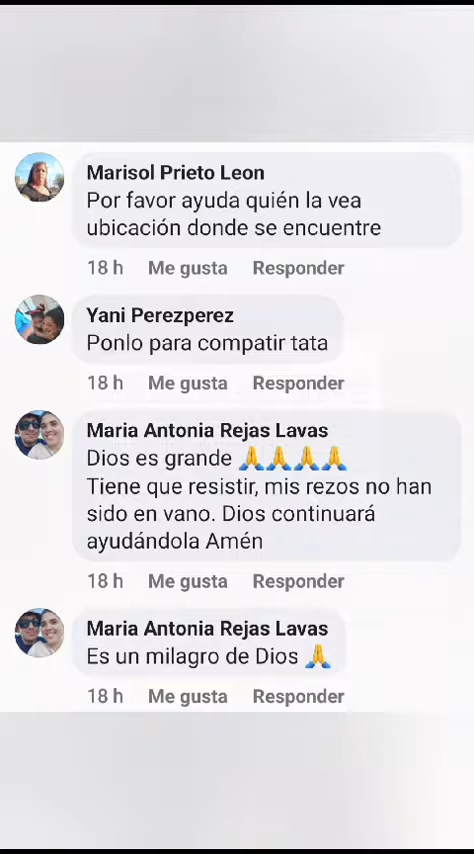 Marisol Prieto Leon
Por favor ayuda quién la vea
ubicación donde se encuentre
18 h Me gusta Responder
Yani Perezperez
Ponlo para compatir tata
18 h Me gusta Responder
Maria Antonia Rejas Lavas
Dios es grande 🙏🙏🙏🙏
Tiene que resistir, mis rezos no han
sido en vano. Dios continuará
ayudándola Amén
18 h Me gusta Responder
Maria Antonia Rejas Lavas
Es un milagro de Dios 🙏
18 h Me gusta Responder